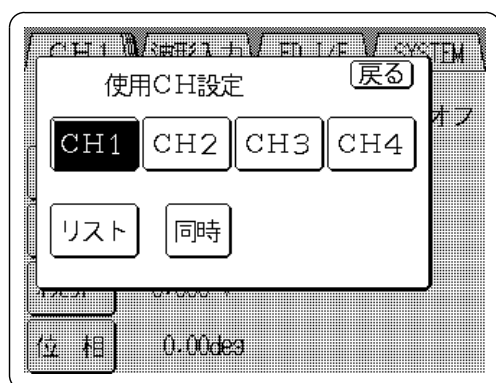 CH1 波形入力 ED I/F SYSTEM
使用CH設定 戻る
オフ
CH1 CH2 CH3 CH4
リスト 同時
位 相 0.00deg